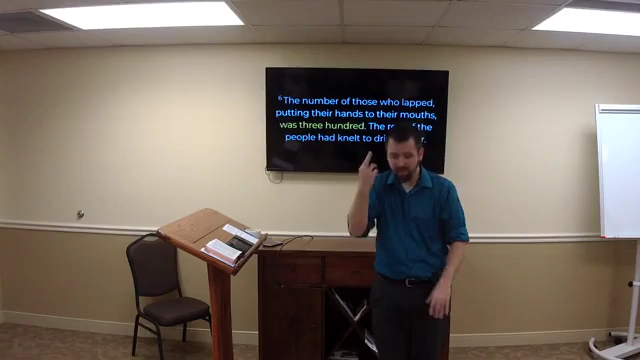 6 The number of those who lapped,
putting their hands to their mouths,
was three hundred. The of the
people had knelt to